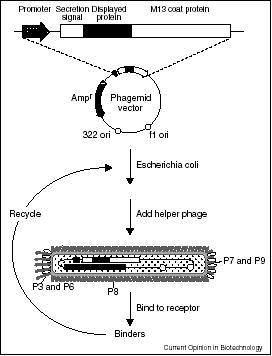 Promoter Secretion Displayed M13 coat protein
signal protein
Ampr
Phagemid
vector
322 ori
f1 ori
Escherichia coli
Recycle
Add helper phage
P7 and P9
P3 and P6
P8
Bind to receptor
Binders
Current Opinion in Biotechnology